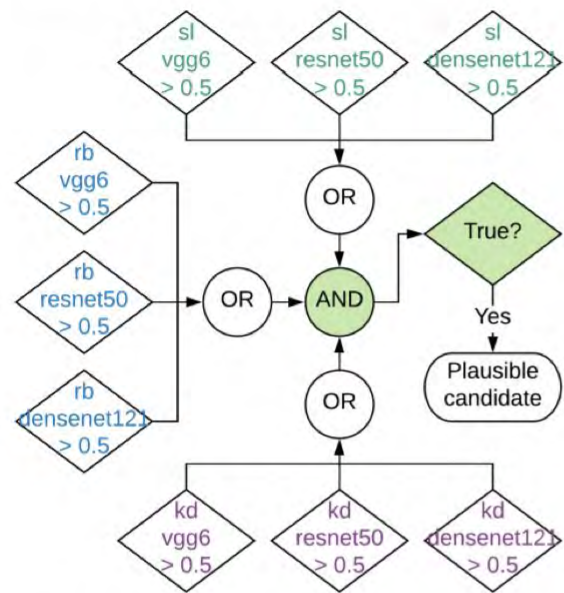 sl
vgg6
> 0.5
sl
resnet50
> 0.5
sl
densenet121
> 0.5
rb
vgg6
> 0.5
OR
True?
rb
resnet50
> 0.5
OR
AND
Yes
rb
densenet121
> 0.5
Plausible
candidate
OR
kd
vgg6
> 0.5
kd
resnet50
> 0.5
kd
densenet121
> 0.5